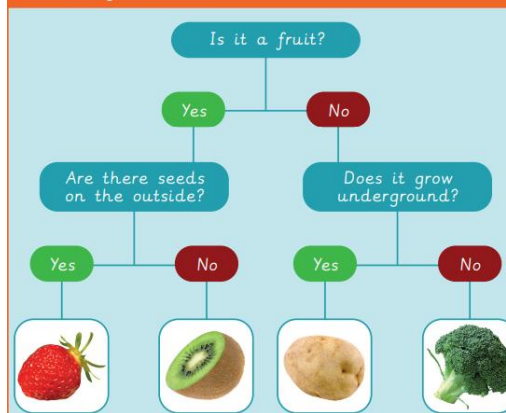 Is it a fruit?
Yes
No
Are there seeds
on the outside?
Does it grow
underground?
Yes
No
Yes
No